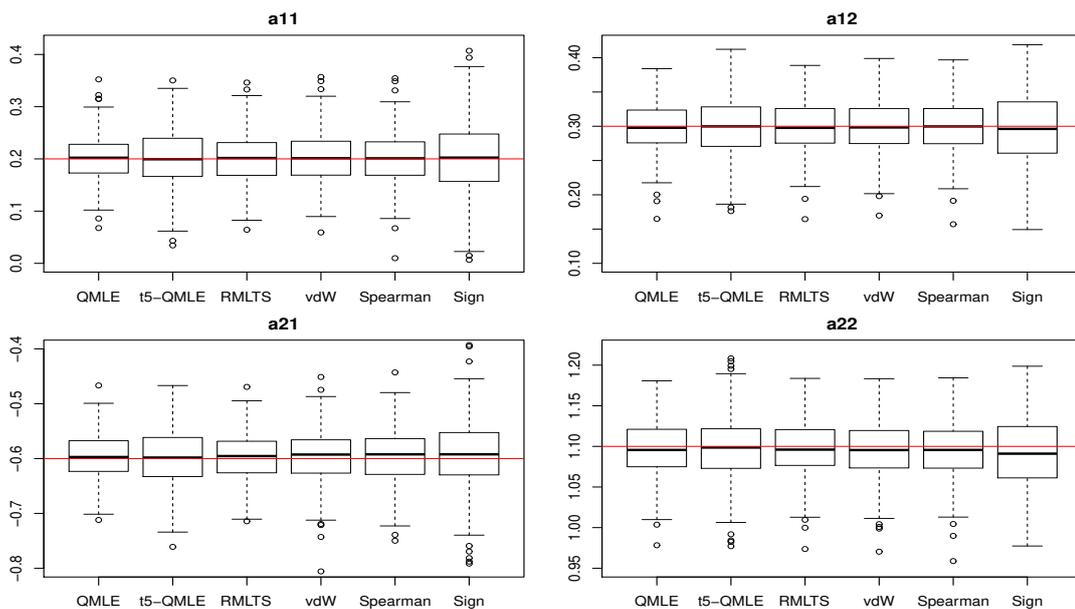 a11
0.4
0.3
0.2
0.1
0.0
QMLE t5−QMLE RMLTS vdW Spearman Sign
a12
0.40
0.30
0.20
0.10
QMLE t5−QMLE RMLTS vdW Spearman Sign
a21
−0.4
−0.5
−0.6
−0.7
−0.8
QMLE t5−QMLE RMLTS vdW Spearman Sign
a22
1.20
1.15
1.10
1.05
1.00
0.95
QMLE t5−QMLE RMLTS vdW Spearman Sign